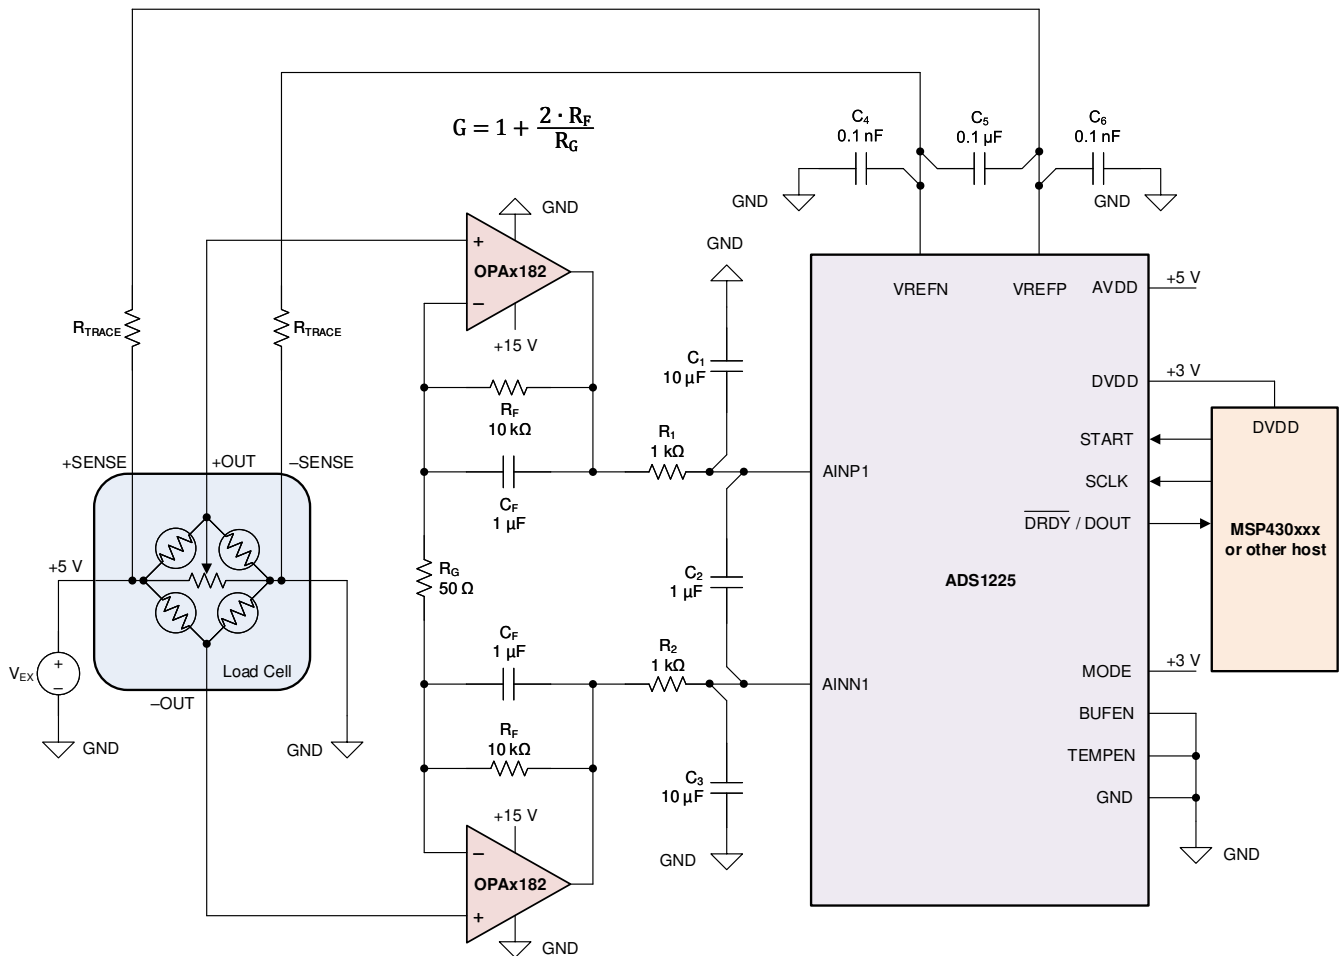 G = 1 + 2 · R_F / R_G
C4
0.1 nF
C5
0.1 µF
C6
0.1 nF
GND
GND
GND
+
OPAx182
−
+15 V
GND
VREFN
VREFP
AVDD
+5 V
RTRACE
RTRACE
C1
10 µF
DVDD
+3 V
RF
10 kΩ
R1
1 kΩ
START
DVDD
+SENSE
+OUT
−SENSE
AINP1
SCLK
CF
1 µF
DRDY / DOUT
MSP430xxx
or other host
+5 V
RG
50 Ω
C2
1 µF
ADS1225
CF
1 µF
R2
1 kΩ
VEX
+
−
Load Cell
MODE
+3 V
AINN1
−OUT
BUFEN
RF
10 kΩ
GND
GND
TEMPEN
C3
10 µF
GND
+15 V
−
OPAx182
+
GND
GND
GND